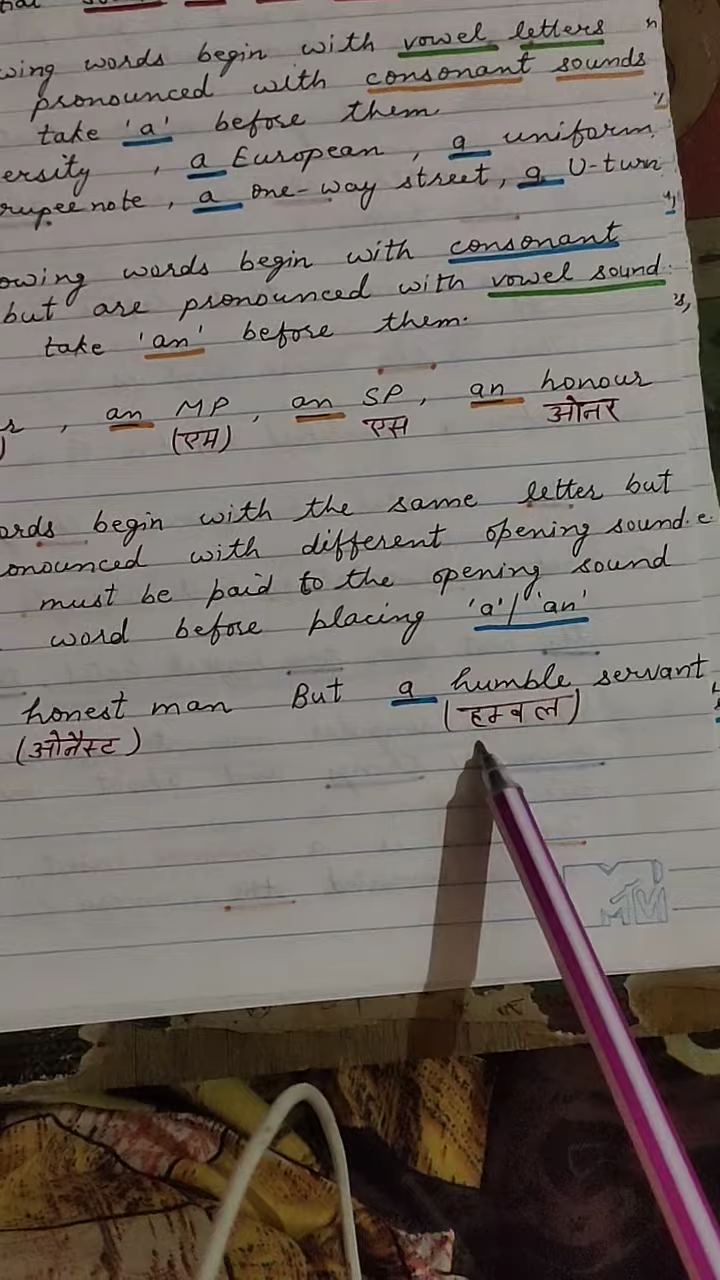 wing words begin with vowel letters
pronounced with consonant sounds
take 'a' before them
ersity , a European , a uniform,
rupee note , a one-way street, a U-turn
owing words begin with consonant
but are pronounced with vowel sound
take 'an' before them.
r , an MP , an SP , an honour
(एम) एस ओनर
ords begin with the same letter but
onounced with different opening sound.
must be paid to the opening sound
word before placing 'a'/'an'
honest man But a humble servant
(ओनैस्ट) (हम्बल)
MTV